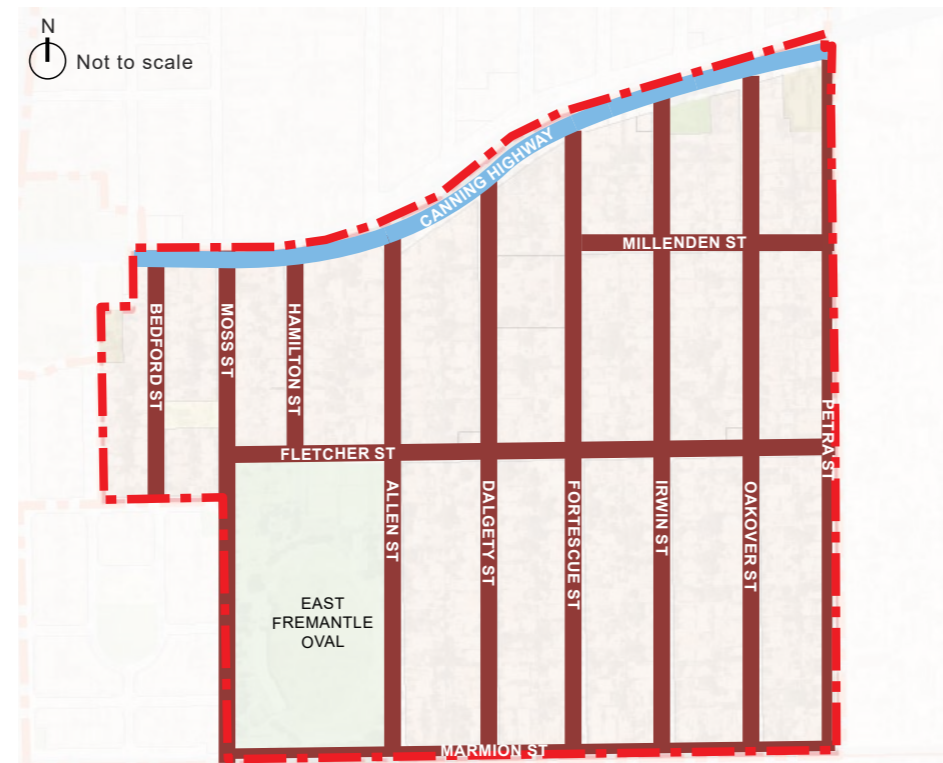 N
Not to scale
CANNING HIGHWAY
MILLENDEN ST
BEDFORD ST
MOSS ST
HAMILTON ST
PETRA ST
FLETCHER ST
ALLEN ST
DALGETY ST
FORTESCUE ST
IRWIN ST
OAKOVER ST
EAST
FREMANTLE
OVAL
MARMION ST